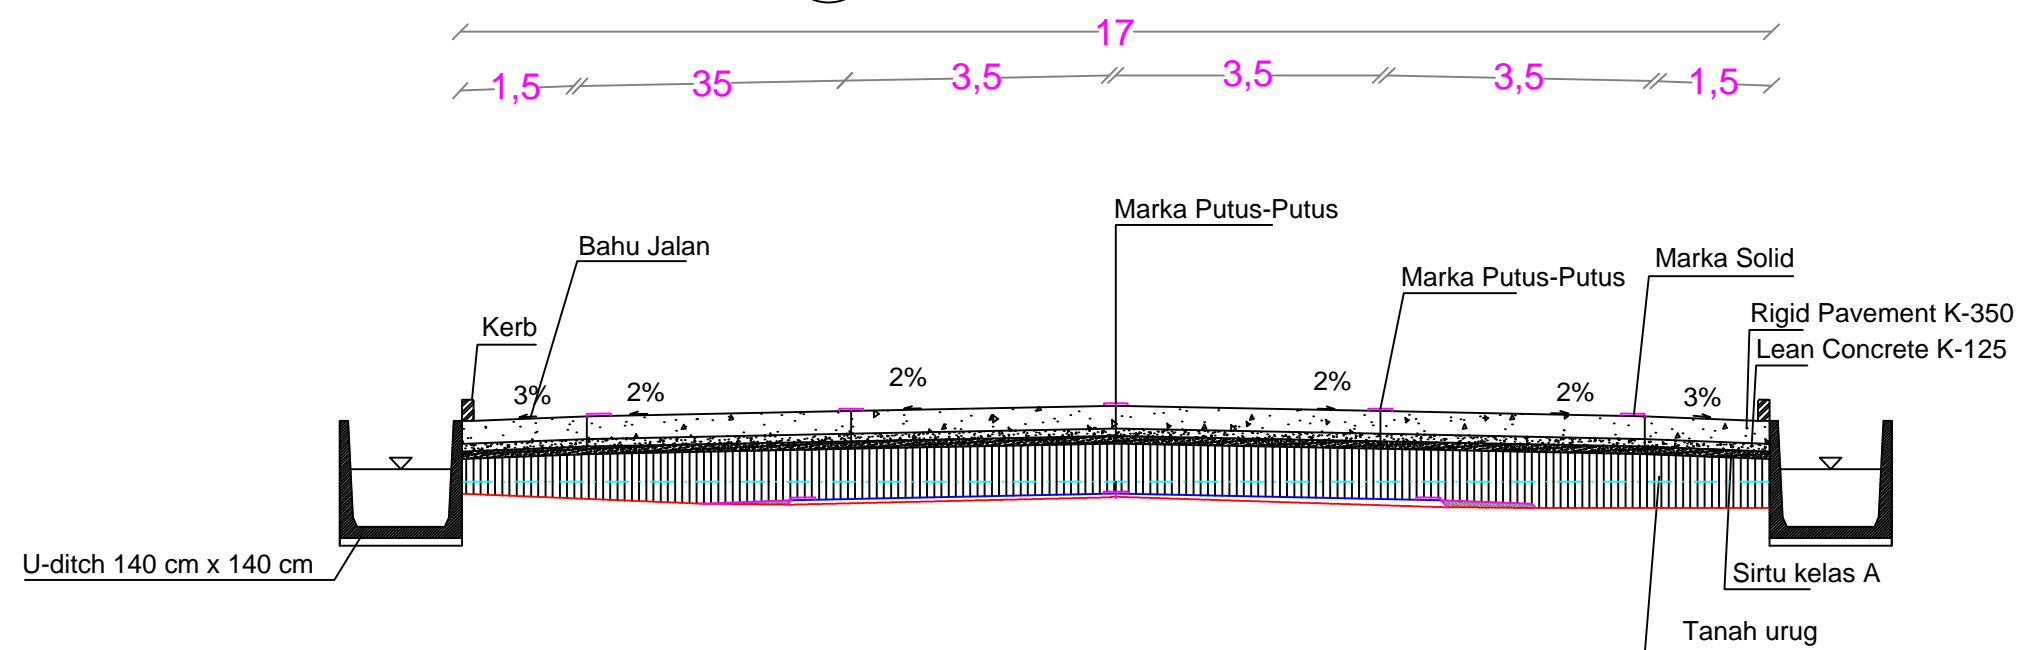 17
1,5 35 3,5 3,5 3,5 1,5
Marka Putus-Putus
Bahu Jalan
Marka Solid
Marka Putus-Putus
Rigid Pavement K-350
Kerb
Lean Concrete K-125
3% 2% 2% 2% 2% 3%
U-ditch 140 cm x 140 cm
Sirtu kelas A
Tanah urug